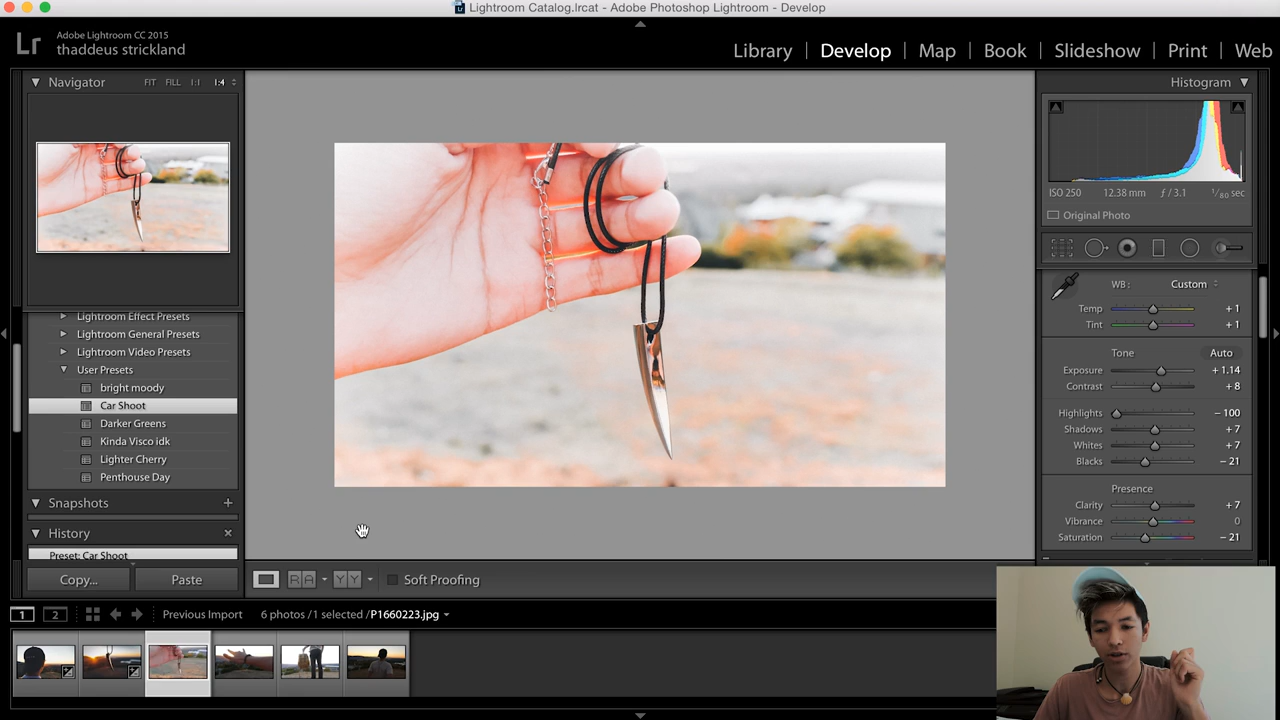 Lightroom Catalog.lrcat - Adobe Photoshop Lightroom - Develop
Lr
Adobe Lightroom CC 2015
thaddeus strickland
Library | Develop | Map | Book | Slideshow | Print | Web
Navigator FIT FILL 1:1 1:4
Histogram
ISO 250 12.38 mm ƒ / 3.1 1/80 sec
Original Photo
WB: Custom
Temp + 1
Tint + 1
Tone Auto
Exposure + 1.14
Contrast + 8
Highlights − 100
Shadows + 7
Whites + 7
Blacks − 21
Presence
Clarity + 7
Vibrance 0
Saturation − 21
Lightroom Effect Presets
Lightroom General Presets
Lightroom Video Presets
User Presets
bright moody
Car Shoot
Darker Greens
Kinda Visco idk
Lighter Cherry
Penthouse Day
Snapshots +
History ×
Preset: Car Shoot
Copy... Paste
R A Y Y Soft Proofing
1 2 Previous Import 6 photos / 1 selected / P1660223.jpg